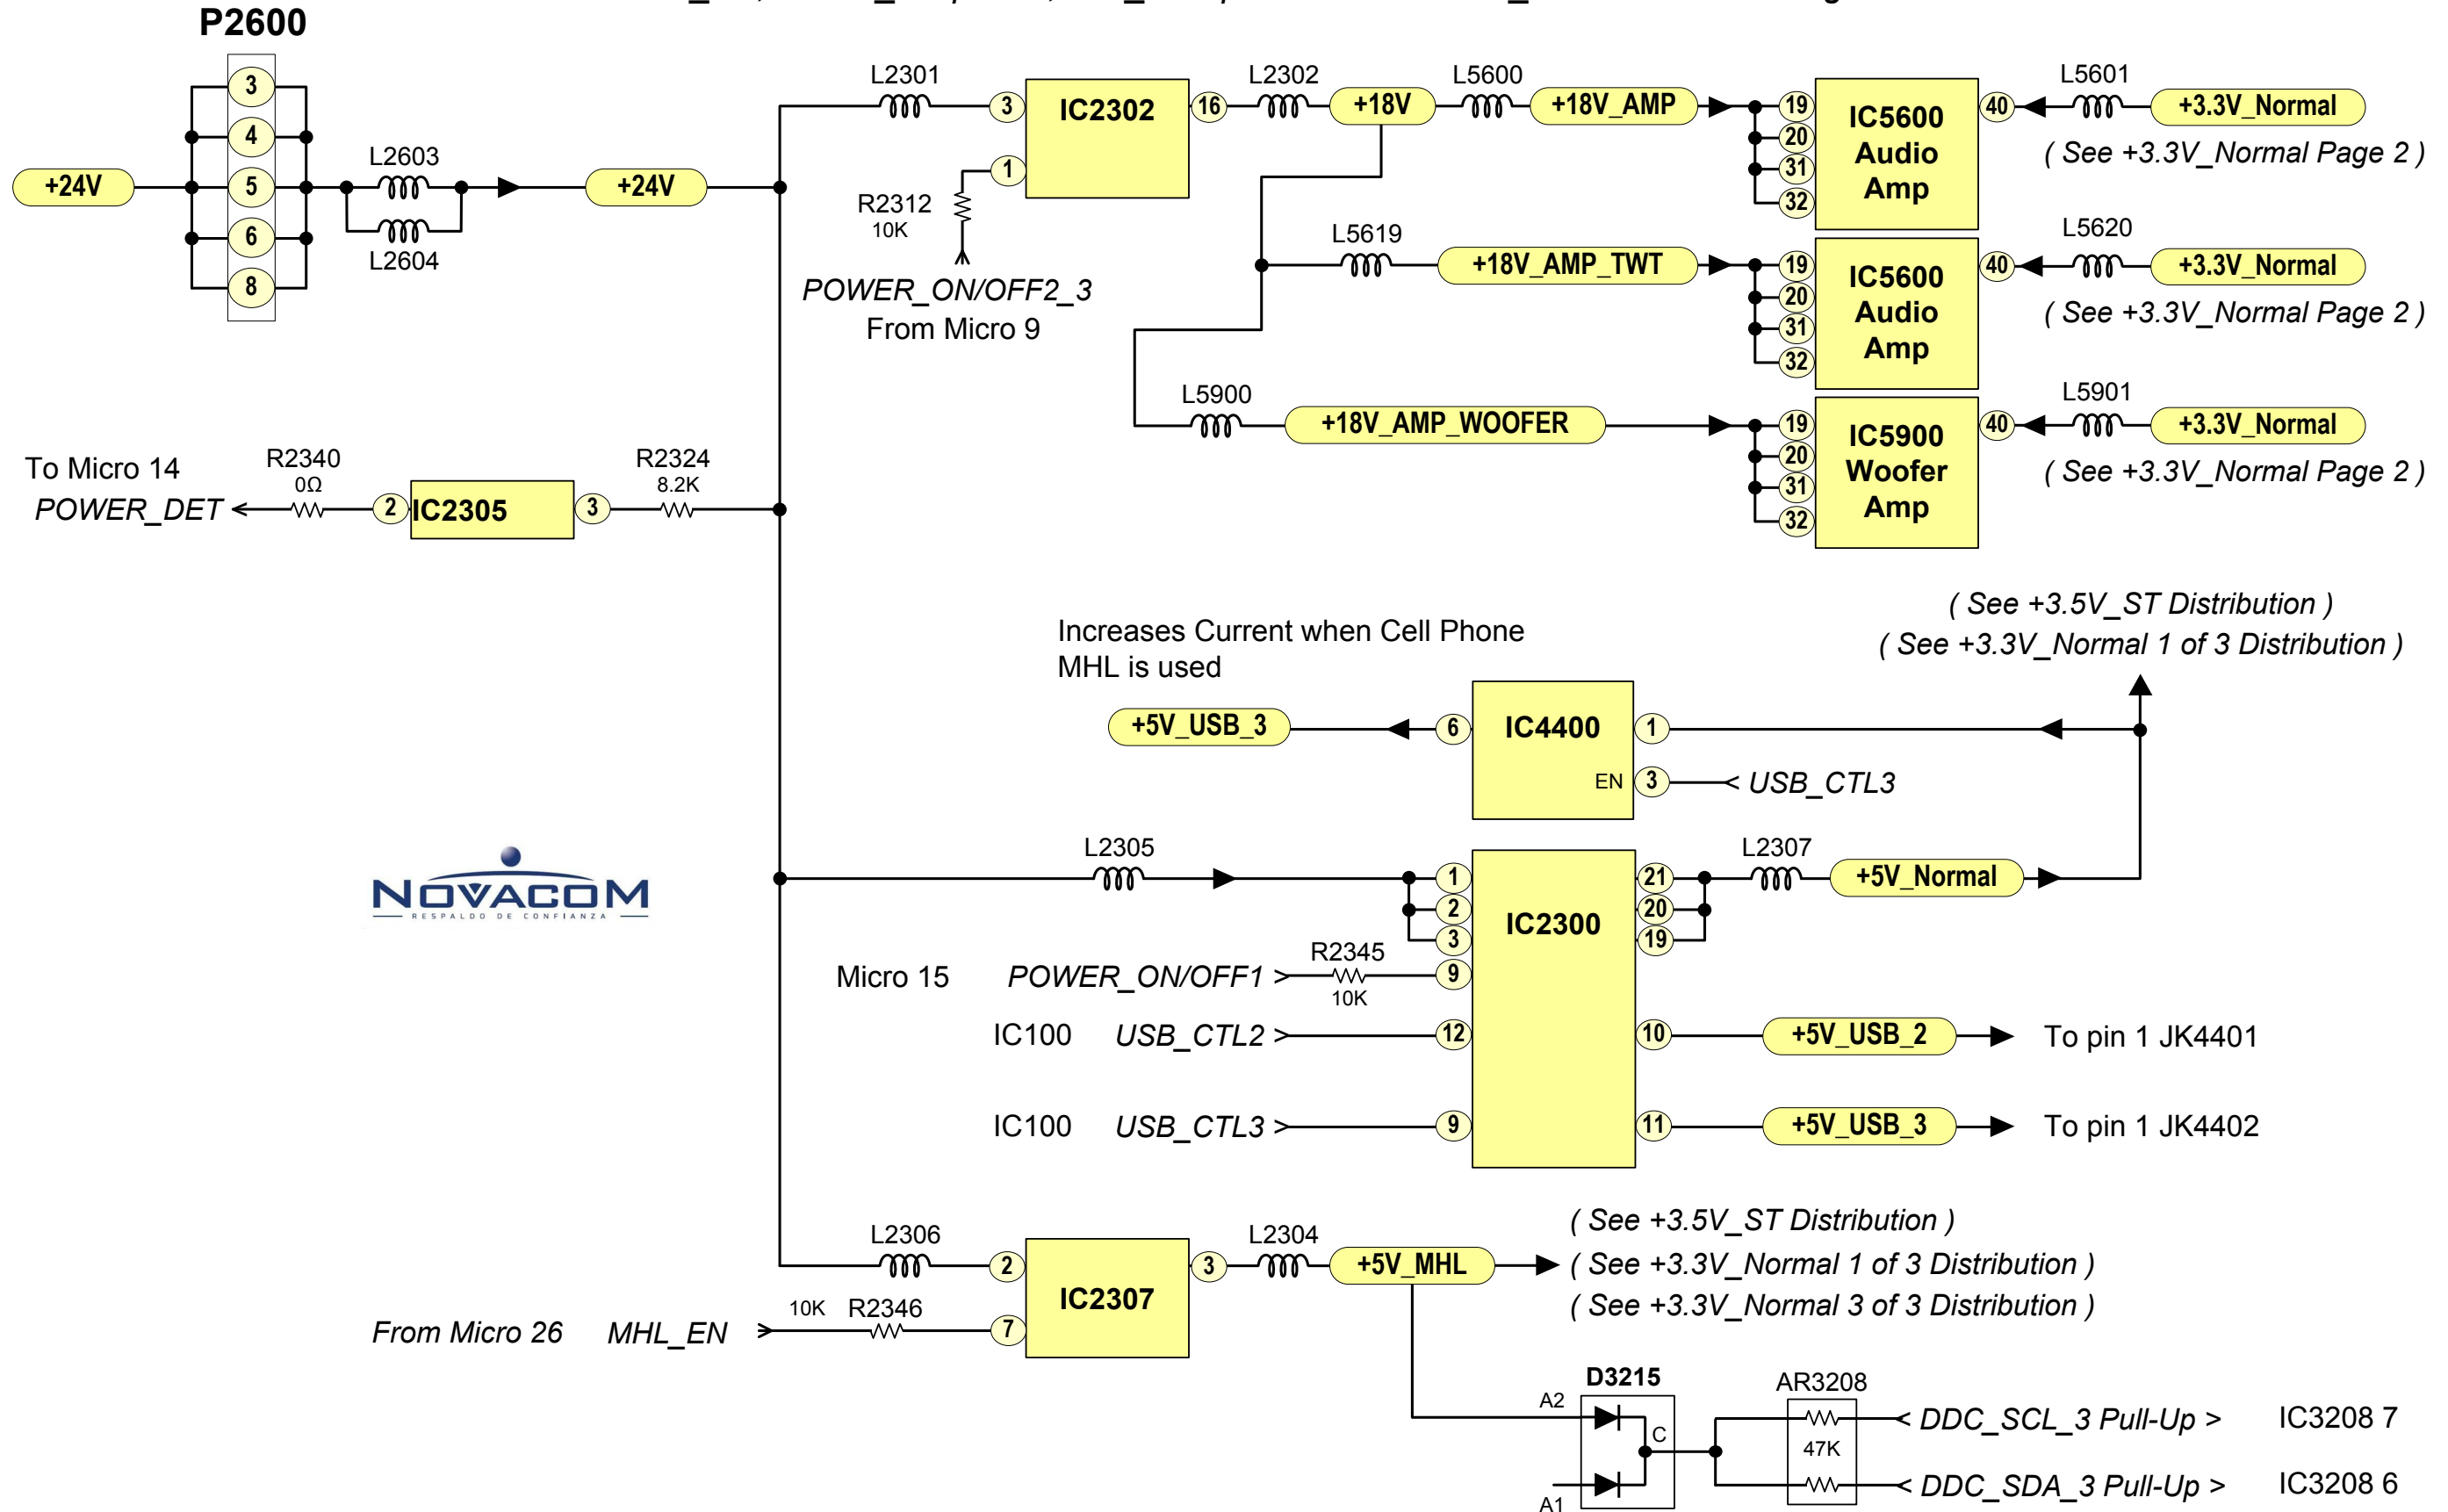 P2600
3
4
5
6
8
+24V
L2603
L2604
+24V
L2301
3
1
IC2302
16
R2312
10K
POWER_ON/OFF2_3
From Micro 9
L2302
+18V
L5600
+18V_AMP
19
20
31
32
IC5600
Audio
Amp
40
L5601
+3.3V_Normal
( See +3.3V_Normal Page 2 )
L5619
+18V_AMP_TWT
19
20
31
32
IC5600
Audio
Amp
40
L5620
+3.3V_Normal
( See +3.3V_Normal Page 2 )
L5900
+18V_AMP_WOOFER
19
20
31
32
IC5900
Woofer
Amp
40
L5901
+3.3V_Normal
( See +3.3V_Normal Page 2 )
To Micro 14
POWER_DET
R2340
0Ω
2
IC2305
3
R2324
8.2K
Increases Current when Cell Phone
MHL is used
( See +3.5V_ST Distribution )
( See +3.3V_Normal 1 of 3 Distribution )
+5V_USB_3
6
IC4400
1
EN
3
< USB_CTL3
NOVACOM
RESPALDO DE CONFIANZA
L2305
1
2
3
IC2300
21
20
19
L2307
+5V_Normal
Micro 15
POWER_ON/OFF1 >
R2345
10K
9
IC100
USB_CTL2 >
12
10
+5V_USB_2
To pin 1 JK4401
IC100
USB_CTL3 >
9
11
+5V_USB_3
To pin 1 JK4402
L2306
2
IC2307
3
L2304
+5V_MHL
( See +3.5V_ST Distribution )
( See +3.3V_Normal 1 of 3 Distribution )
( See +3.3V_Normal 3 of 3 Distribution )
From Micro 26
MHL_EN
10K
R2346
7
D3215
A2
C
A1
AR3208
47K
< DDC_SCL_3 Pull-Up >
IC3208 7
< DDC_SDA_3 Pull-Up >
IC3208 6